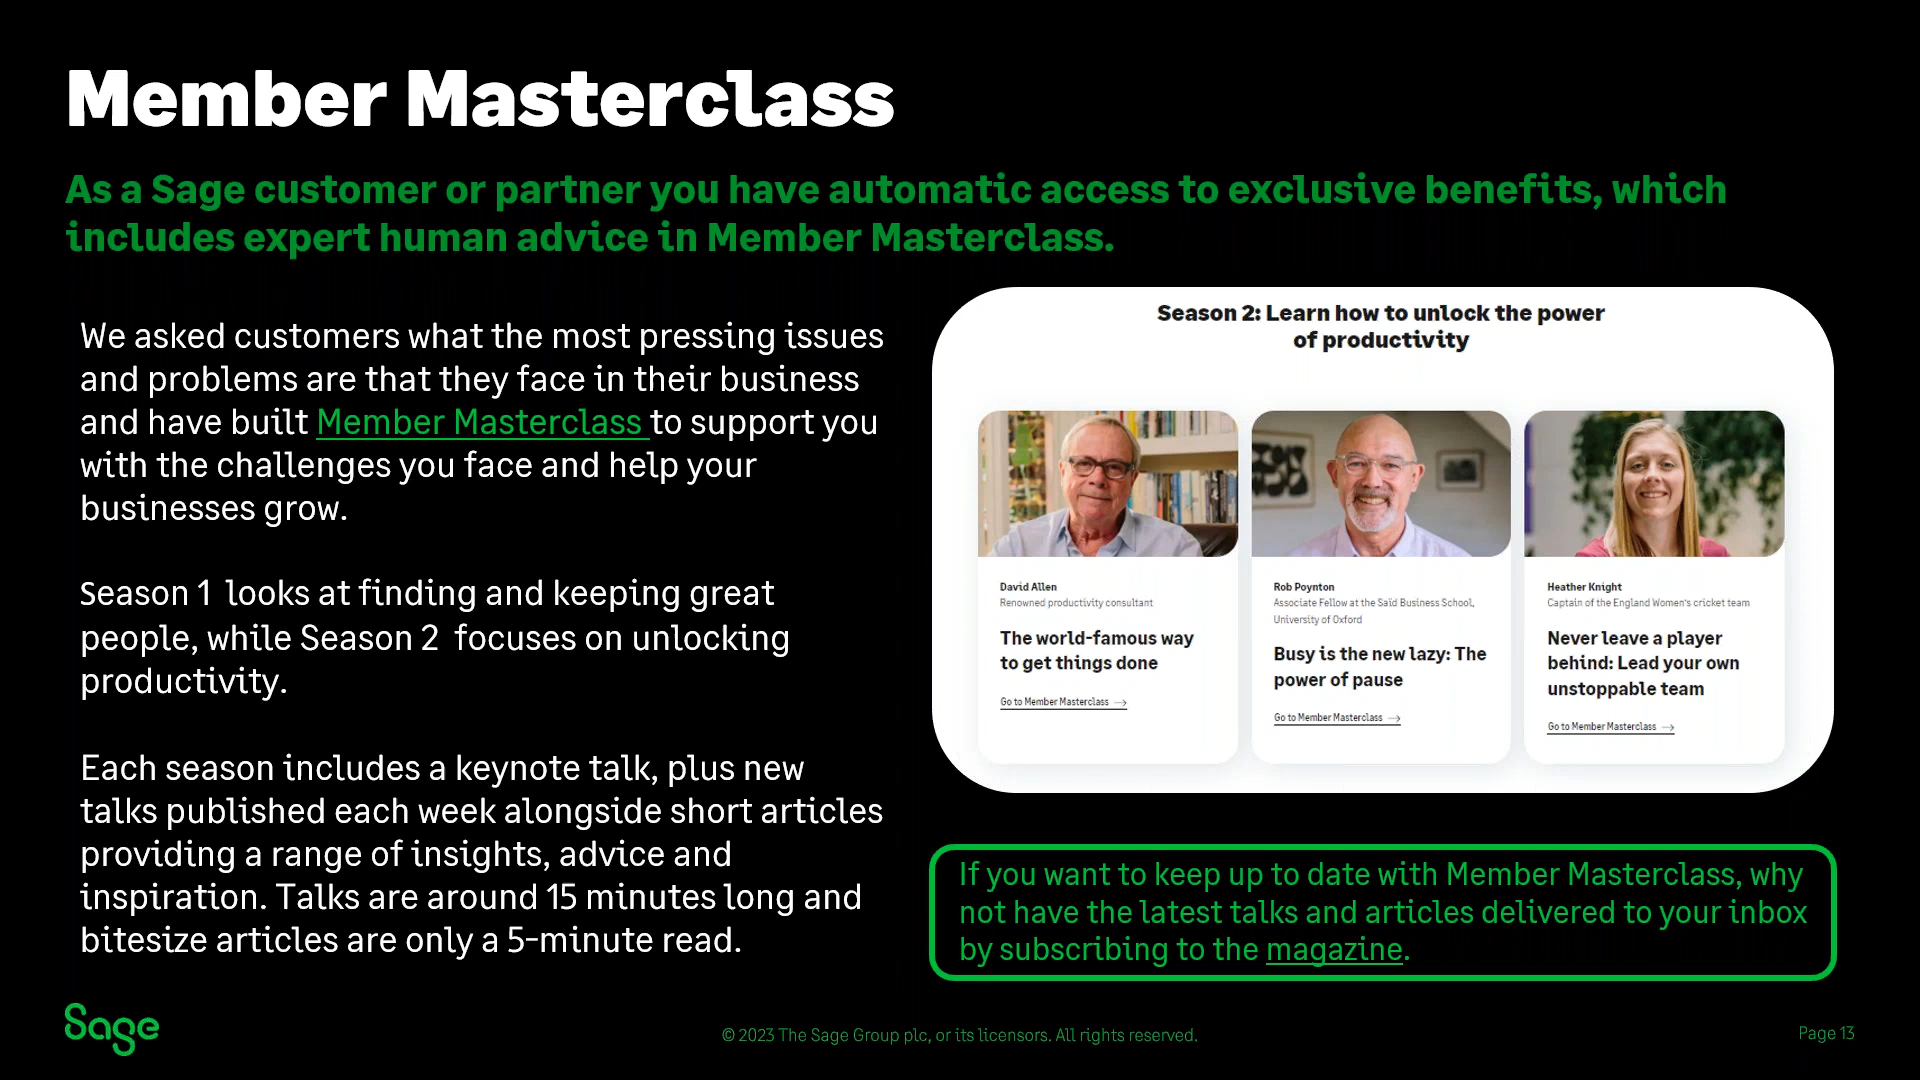 Member Masterclass
As a Sage customer or partner you have automatic access to exclusive benefits, which
includes expert human advice in Member Masterclass.
We asked customers what the most pressing issues
and problems are that they face in their business
and have built Member Masterclass to support you
with the challenges you face and help your
businesses grow.
Season 1 looks at finding and keeping great
people, while Season 2 focuses on unlocking
productivity.
Each season includes a keynote talk, plus new
talks published each week alongside short articles
providing a range of insights, advice and
inspiration. Talks are around 15 minutes long and
bitesize articles are only a 5-minute read.
Season 2: Learn how to unlock the power
of productivity
David Allen
Renowned productivity consultant
The world-famous way
to get things done
Go to Member Masterclass →
Rob Poynton
Associate Fellow at the Saïd Business School,
University of Oxford
Busy is the new lazy: The
power of pause
Go to Member Masterclass →
Heather Knight
Captain of the England Women's cricket team
Never leave a player
behind: Lead your own
unstoppable team
Go to Member Masterclass →
If you want to keep up to date with Member Masterclass, why
not have the latest talks and articles delivered to your inbox
by subscribing to the magazine.
Sage
© 2023 The Sage Group plc, or its licensors. All rights reserved.
Page 13